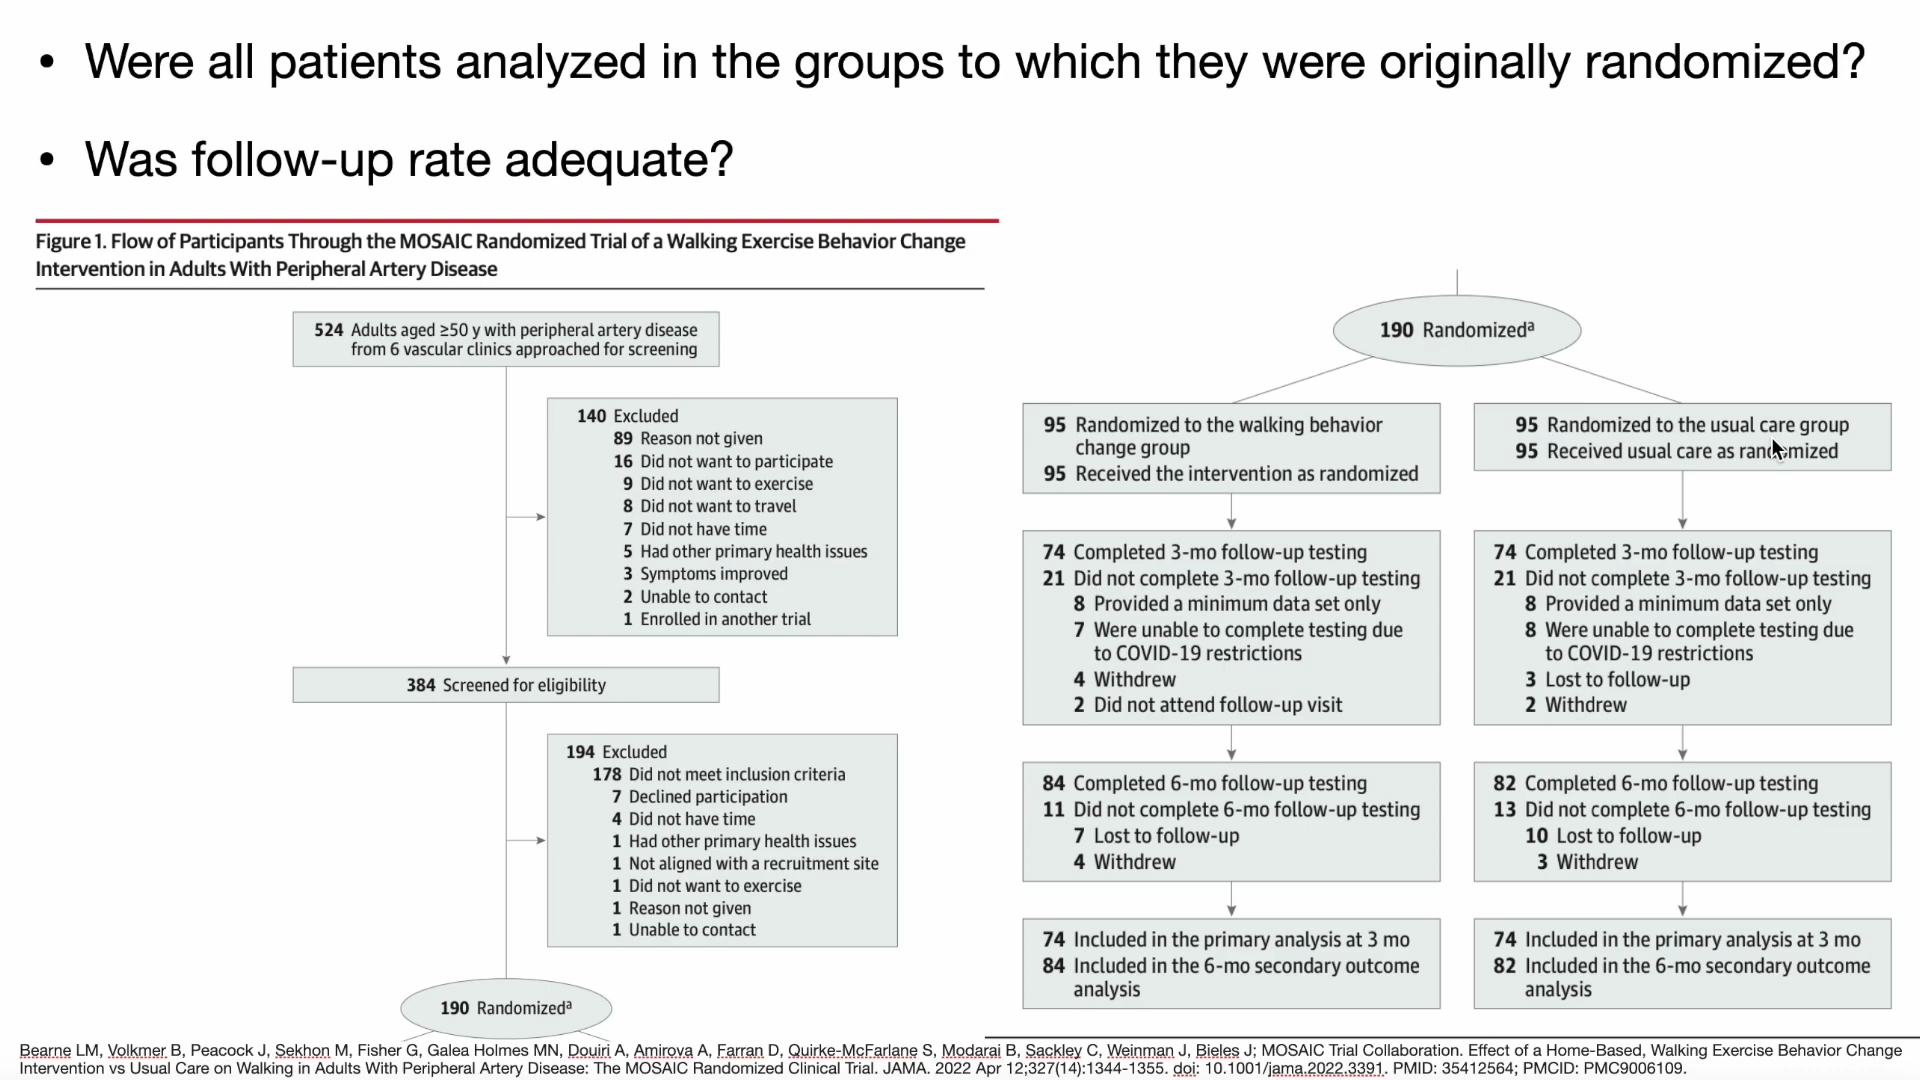 • Were all patients analyzed in the groups to which they were originally randomized?
• Was follow-up rate adequate?
Figure 1. Flow of Participants Through the MOSAIC Randomized Trial of a Walking Exercise Behavior Change
Intervention in Adults With Peripheral Artery Disease
524 Adults aged ≥50 y with peripheral artery disease
from 6 vascular clinics approached for screening
140 Excluded
89 Reason not given
16 Did not want to participate
9 Did not want to exercise
8 Did not want to travel
7 Did not have time
5 Had other primary health issues
3 Symptoms improved
2 Unable to contact
1 Enrolled in another trial
384 Screened for eligibility
194 Excluded
178 Did not meet inclusion criteria
7 Declined participation
4 Did not have time
1 Had other primary health issues
1 Not aligned with a recruitment site
1 Did not want to exercise
1 Reason not given
1 Unable to contact
190 Randomizedª
190 Randomizedª
95 Randomized to the walking behavior
change group
95 Received the intervention as randomized
95 Randomized to the usual care group
95 Received usual care as randomized
74 Completed 3-mo follow-up testing
21 Did not complete 3-mo follow-up testing
8 Provided a minimum data set only
7 Were unable to complete testing due
to COVID-19 restrictions
4 Withdrew
2 Did not attend follow-up visit
74 Completed 3-mo follow-up testing
21 Did not complete 3-mo follow-up testing
8 Provided a minimum data set only
8 Were unable to complete testing due
to COVID-19 restrictions
3 Lost to follow-up
2 Withdrew
84 Completed 6-mo follow-up testing
11 Did not complete 6-mo follow-up testing
7 Lost to follow-up
4 Withdrew
82 Completed 6-mo follow-up testing
13 Did not complete 6-mo follow-up testing
10 Lost to follow-up
3 Withdrew
74 Included in the primary analysis at 3 mo
84 Included in the 6-mo secondary outcome
analysis
74 Included in the primary analysis at 3 mo
82 Included in the 6-mo secondary outcome
analysis
Bearne LM, Volkmer B, Peacock J, Sekhon M, Fisher G, Galea Holmes MN, Douiri A, Amirova A, Farran D, Quirke-McFarlane S, Modarai B, Sackley C, Weinman J, Bieles J; MOSAIC Trial Collaboration. Effect of a Home-Based, Walking Exercise Behavior Change
Intervention vs Usual Care on Walking in Adults With Peripheral Artery Disease: The MOSAIC Randomized Clinical Trial. JAMA. 2022 Apr 12;327(14):1344-1355. doi: 10.1001/jama.2022.3391. PMID: 35412564; PMCID: PMC9006109.